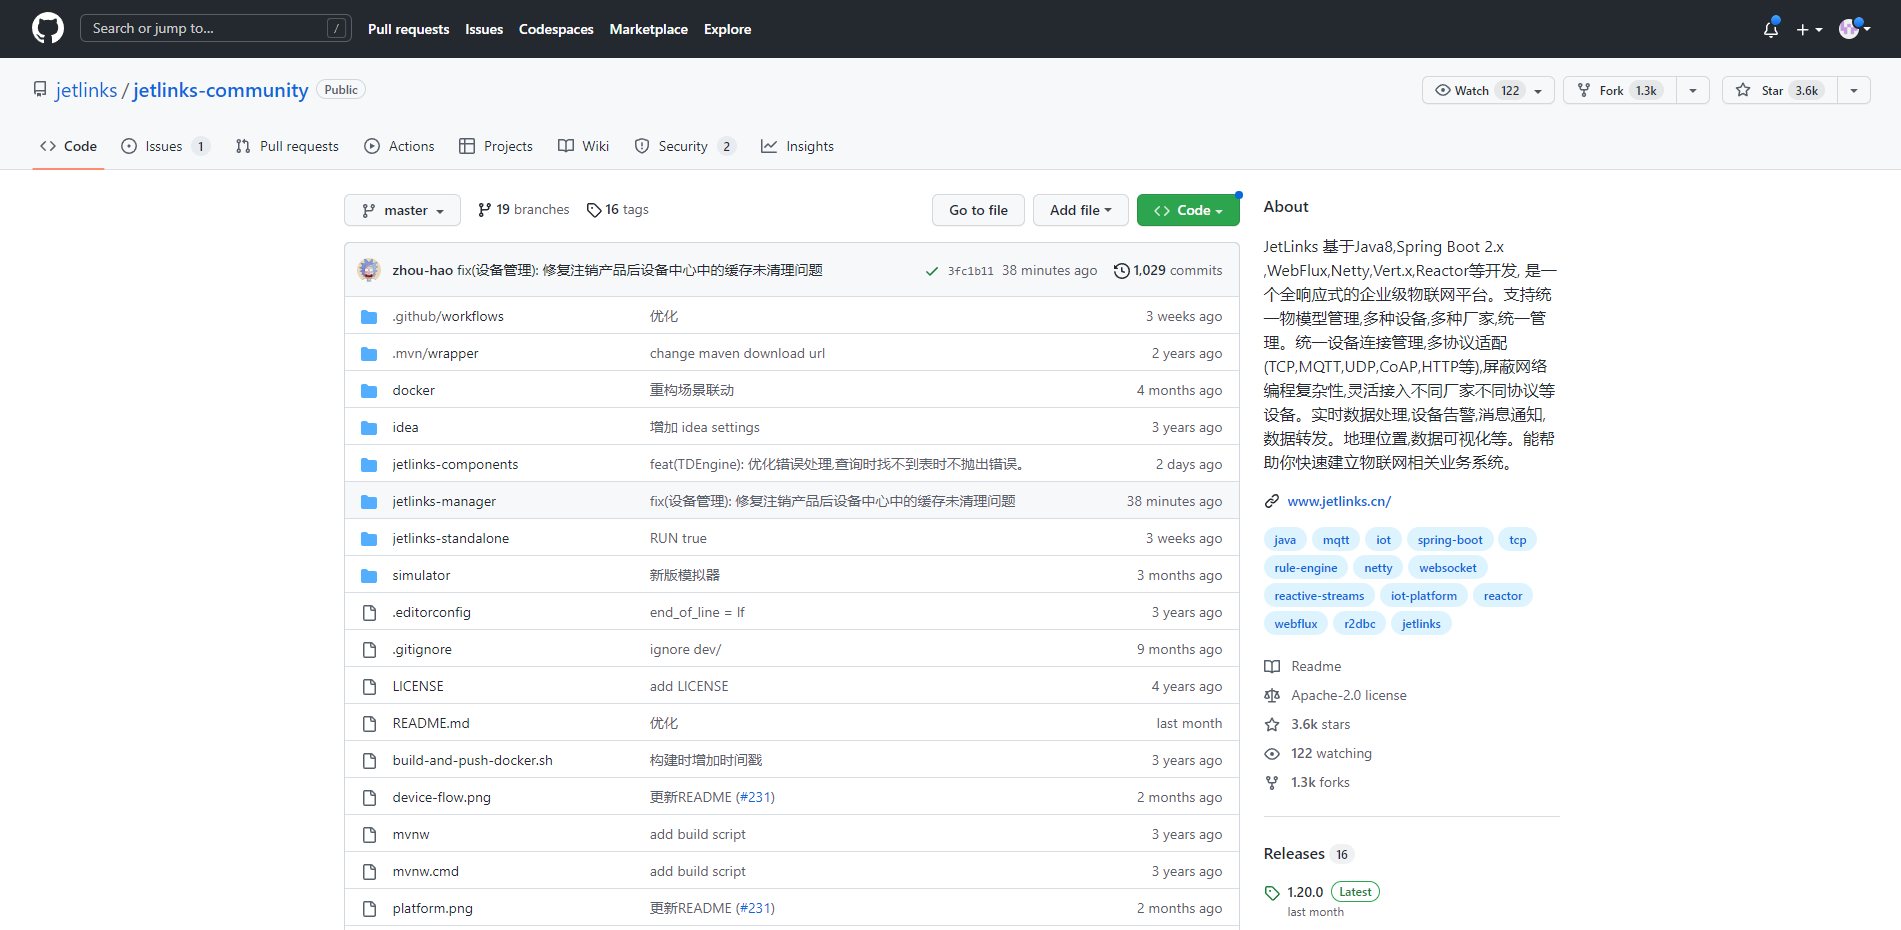 Search or jump to... / Pull requests Issues Codespaces Marketplace Explore
jetlinks / jetlinks-community Public Watch 122 Fork 1.3k Star 3.6k
Code Issues 1 Pull requests Actions Projects Wiki Security 2 Insights
master 19 branches 16 tags Go to file Add file Code
zhou-hao fix(设备管理): 修复注销产品后设备中心中的缓存未清理问题 3fc1b11 38 minutes ago 1,029 commits
.github/workflows 优化 3 weeks ago
.mvn/wrapper change maven download url 2 years ago
docker 重构场景联动 4 months ago
idea 增加 idea settings 3 years ago
jetlinks-components feat(TDEngine): 优化错误处理,查询时找不到表时不抛出错误。 2 days ago
jetlinks-manager fix(设备管理): 修复注销产品后设备中心中的缓存未清理问题 38 minutes ago
jetlinks-standalone RUN true 3 weeks ago
simulator 新版模拟器 3 months ago
.editorconfig end_of_line = lf 3 years ago
.gitignore ignore dev/ 9 months ago
LICENSE add LICENSE 4 years ago
README.md 优化 last month
build-and-push-docker.sh 构建时增加时间戳 3 years ago
device-flow.png 更新README (#231) 2 months ago
mvnw add build script 3 years ago
mvnw.cmd add build script 3 years ago
platform.png 更新README (#231) 2 months ago
About
JetLinks 基于Java8,Spring Boot 2.x
,WebFlux,Netty,Vert.x,Reactor等开发, 是一
个全响应式的企业级物联网平台。支持统
一物模型管理,多种设备,多种厂家,统一管
理。统一设备连接管理,多协议适配
(TCP,MQTT,UDP,CoAP,HTTP等),屏蔽网络
编程复杂性,灵活接入不同厂家不同协议等
设备。实时数据处理,设备告警,消息通知,
数据转发。地理位置,数据可视化等。能帮
助你快速建立物联网相关业务系统。
www.jetlinks.cn/
java mqtt iot spring-boot tcp
rule-engine netty websocket
reactive-streams iot-platform reactor
webflux r2dbc jetlinks
Readme
Apache-2.0 license
3.6k stars
122 watching
1.3k forks
Releases 16
1.20.0 Latest
last month